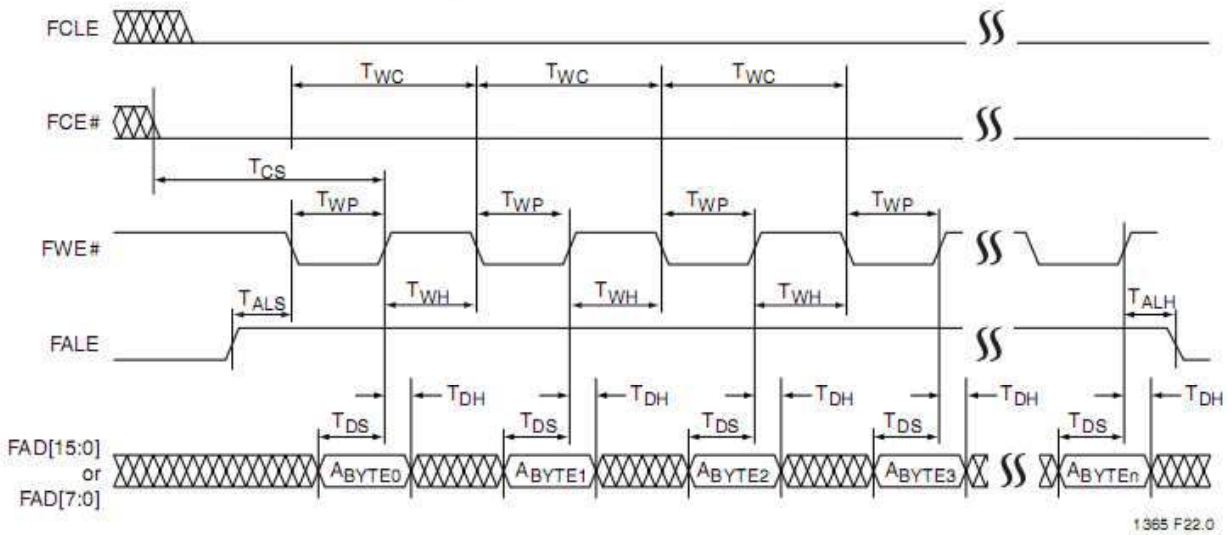 FCLE
TWC TWC TWC
FCE#
TCS
TWP TWP TWP TWP
FWE#
TWH TWH TWH
TALS TALH
FALE
TDH TDH TDH TDH TDH
TDS TDS TDS TDS TDS
FAD[15:0]
or
FAD[7:0]
ABYTE0 ABYTE1 ABYTE2 ABYTE3 ABYTEn
1365 F22.0